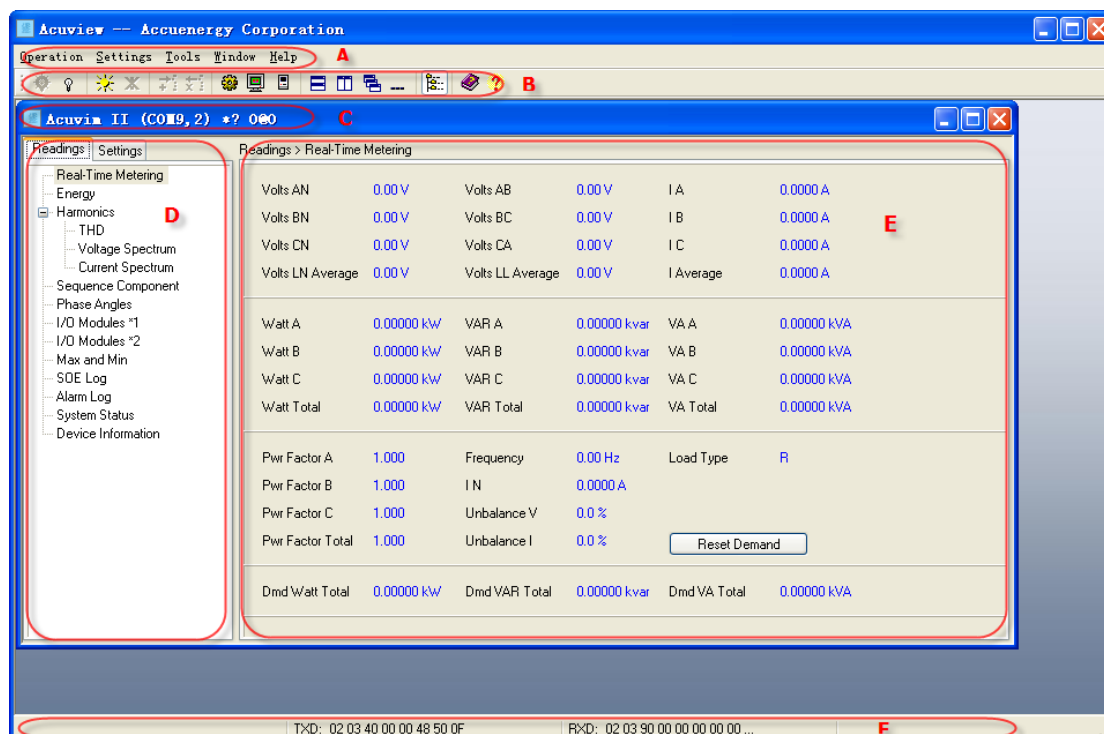 Acuview -- Accuenergy Corporation
Operation Settings Tools Window Help A
B
Acuvim II (COM9,2) *? 0@0 C
Readings Settings
Readings > Real-Time Metering
Real-Time Metering
Energy
Harmonics
THD
Voltage Spectrum
Current Spectrum
Sequence Component
Phase Angles
I/O Modules *1
I/O Modules *2
Max and Min
SOE Log
Alarm Log
System Status
Device Information
D
Volts AN 0.00 V Volts AB 0.00 V I A 0.0000 A
Volts BN 0.00 V Volts BC 0.00 V I B 0.0000 A
E
Volts CN 0.00 V Volts CA 0.00 V I C 0.0000 A
Volts LN Average 0.00 V Volts LL Average 0.00 V I Average 0.0000 A
Watt A 0.00000 kW VAR A 0.00000 kvar VA A 0.00000 kVA
Watt B 0.00000 kW VAR B 0.00000 kvar VA B 0.00000 kVA
Watt C 0.00000 kW VAR C 0.00000 kvar VA C 0.00000 kVA
Watt Total 0.00000 kW VAR Total 0.00000 kvar VA Total 0.00000 kVA
Pwr Factor A 1.000 Frequency 0.00 Hz Load Type R
Pwr Factor B 1.000 I N 0.0000 A
Pwr Factor C 1.000 Unbalance V 0.0 %
Pwr Factor Total 1.000 Unbalance I 0.0 % Reset Demand
Dmd Watt Total 0.00000 kW Dmd VAR Total 0.00000 kvar Dmd VA Total 0.00000 kVA
TXD: 02 03 40 00 00 48 50 0F RXD: 02 03 90 00 00 00 00 00 ... F